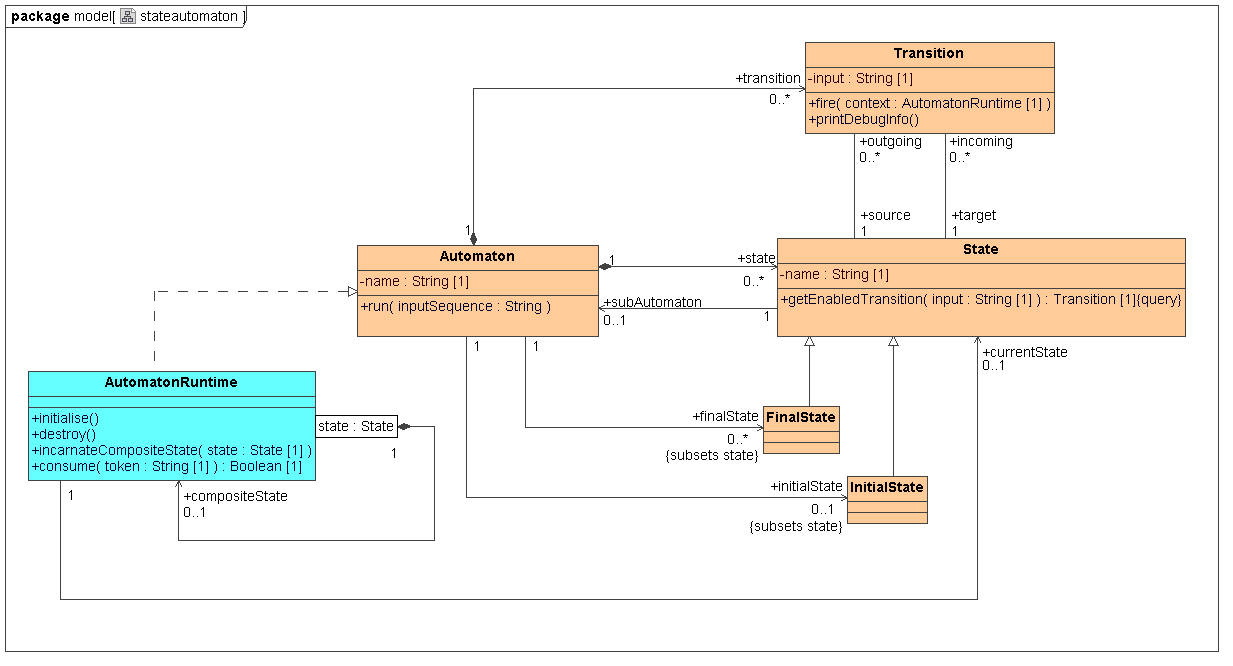 package model[ stateautomaton ]
Transition
-input : String [1]
+fire( context : AutomatonRuntime [1] )
+printDebugInfo()
+transition
0..*
+outgoing
0..*
+incoming
0..*
+source
1
+target
1
1
Automaton
-name : String [1]
+run( inputSequence : String )
1
+state
0..*
+subAutomaton
0..1
1
State
-name : String [1]
+getEnabledTransition( input : String [1] ) : Transition [1]{query}
1
1
+currentState
0..1
AutomatonRuntime
+initialise()
+destroy()
+incarnateCompositeState( state : State [1] )
+consume( token : String [1] ) : Boolean [1]
state : State
1
+finalState
0..*
{subsets state}
FinalState
+initialState
0..1
{subsets state}
InitialState
1
+compositeState
0..1